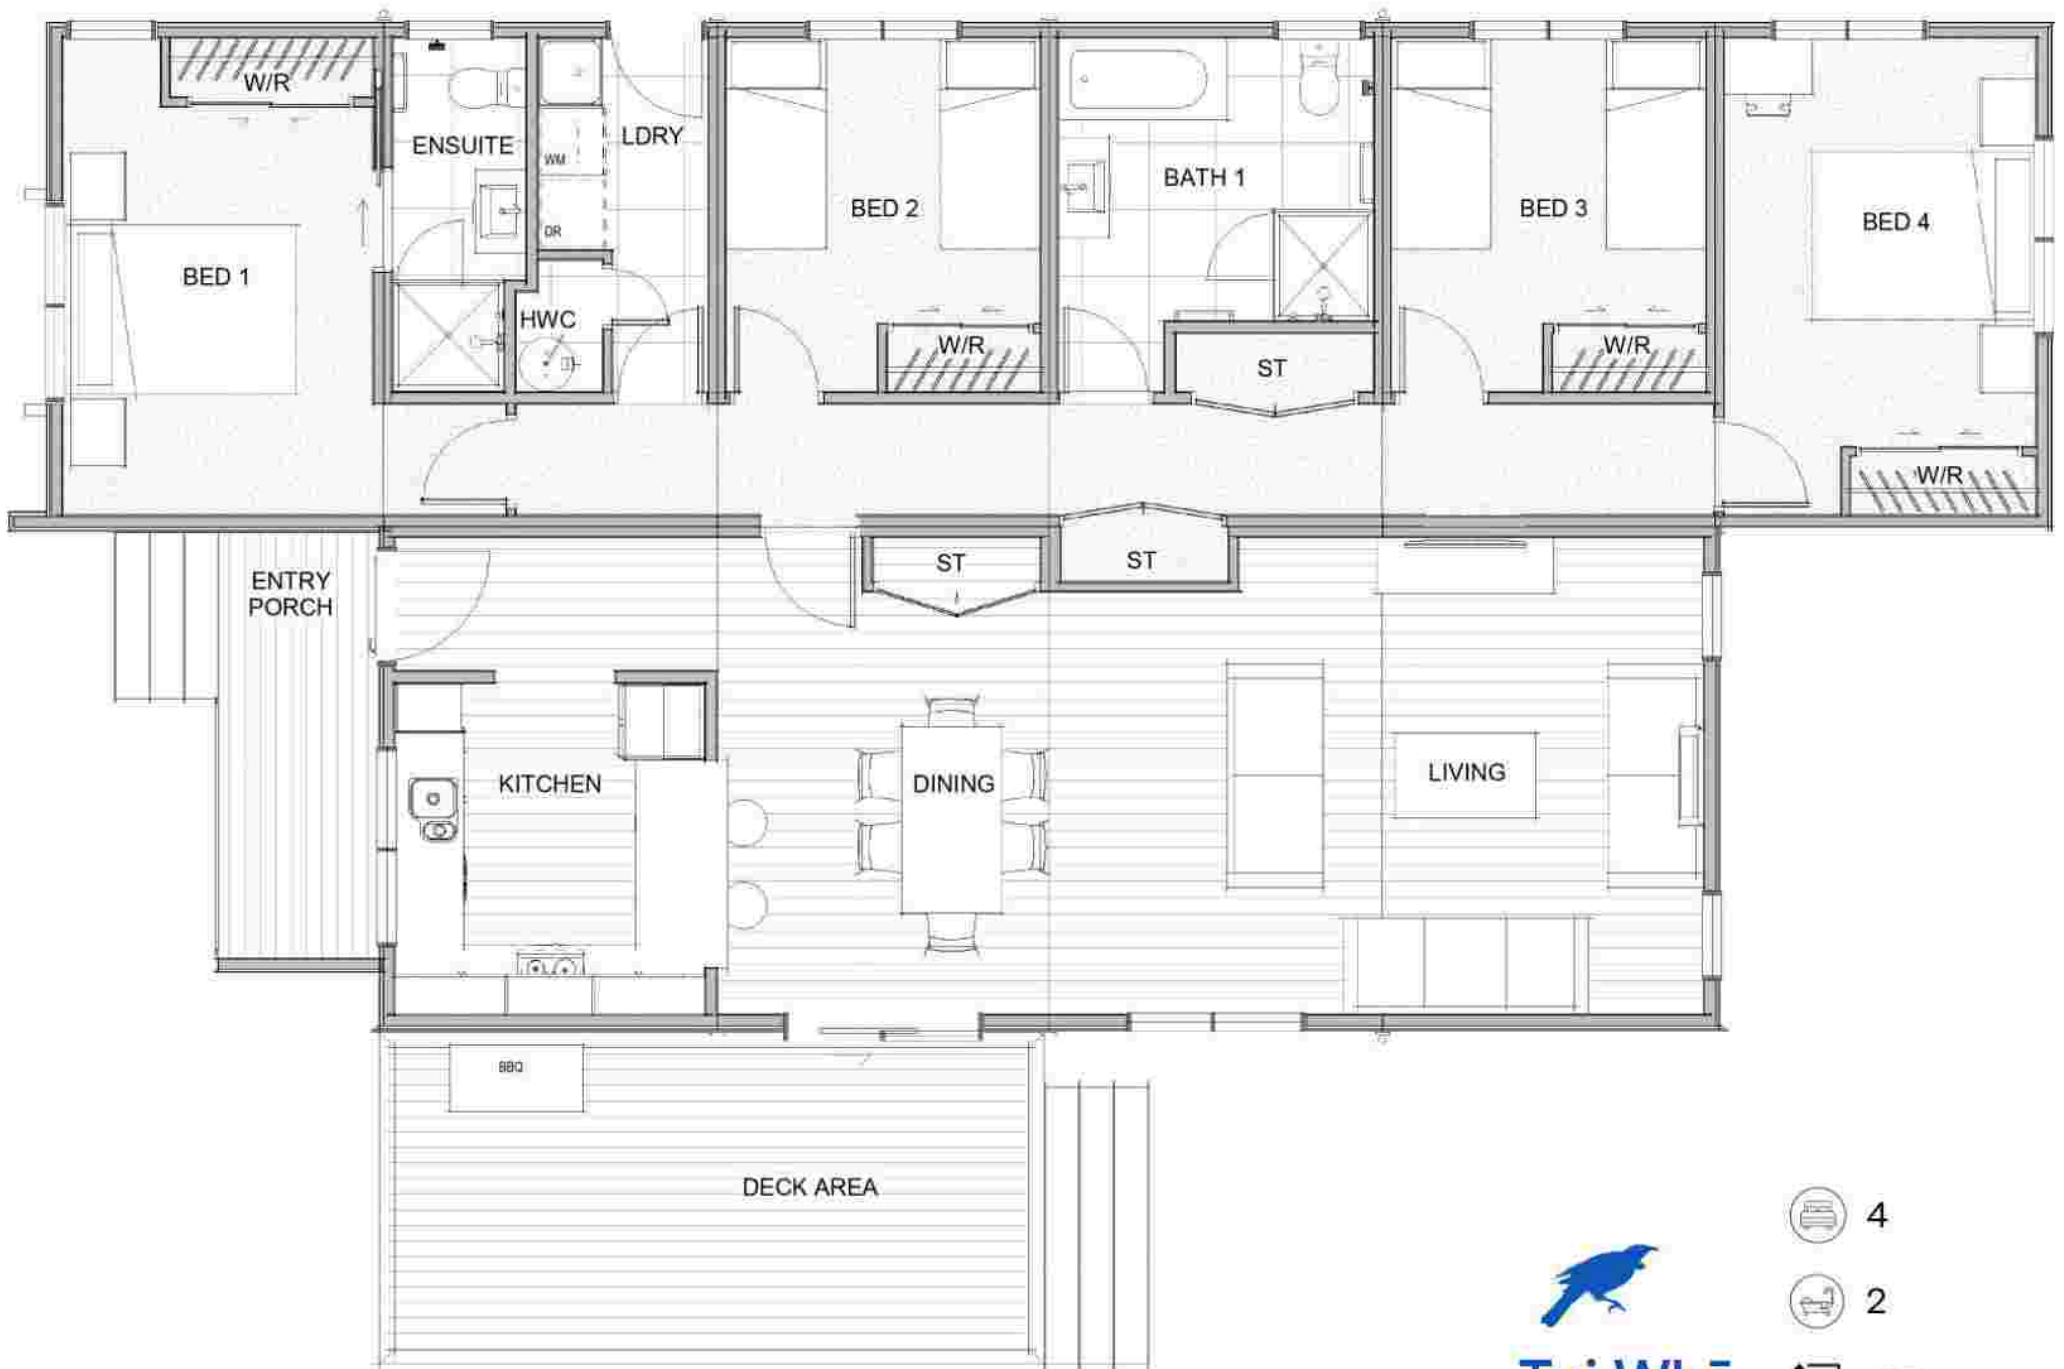 W/R
ENSUITE
LDRY
WM
DR
BED 1
HWC
BED 2
W/R
BATH 1
ST
BED 3
W/R
BED 4
W/R
ENTRY
PORCH
ST
ST
KITCHEN
DINING
LIVING
BBQ
DECK AREA
4
2